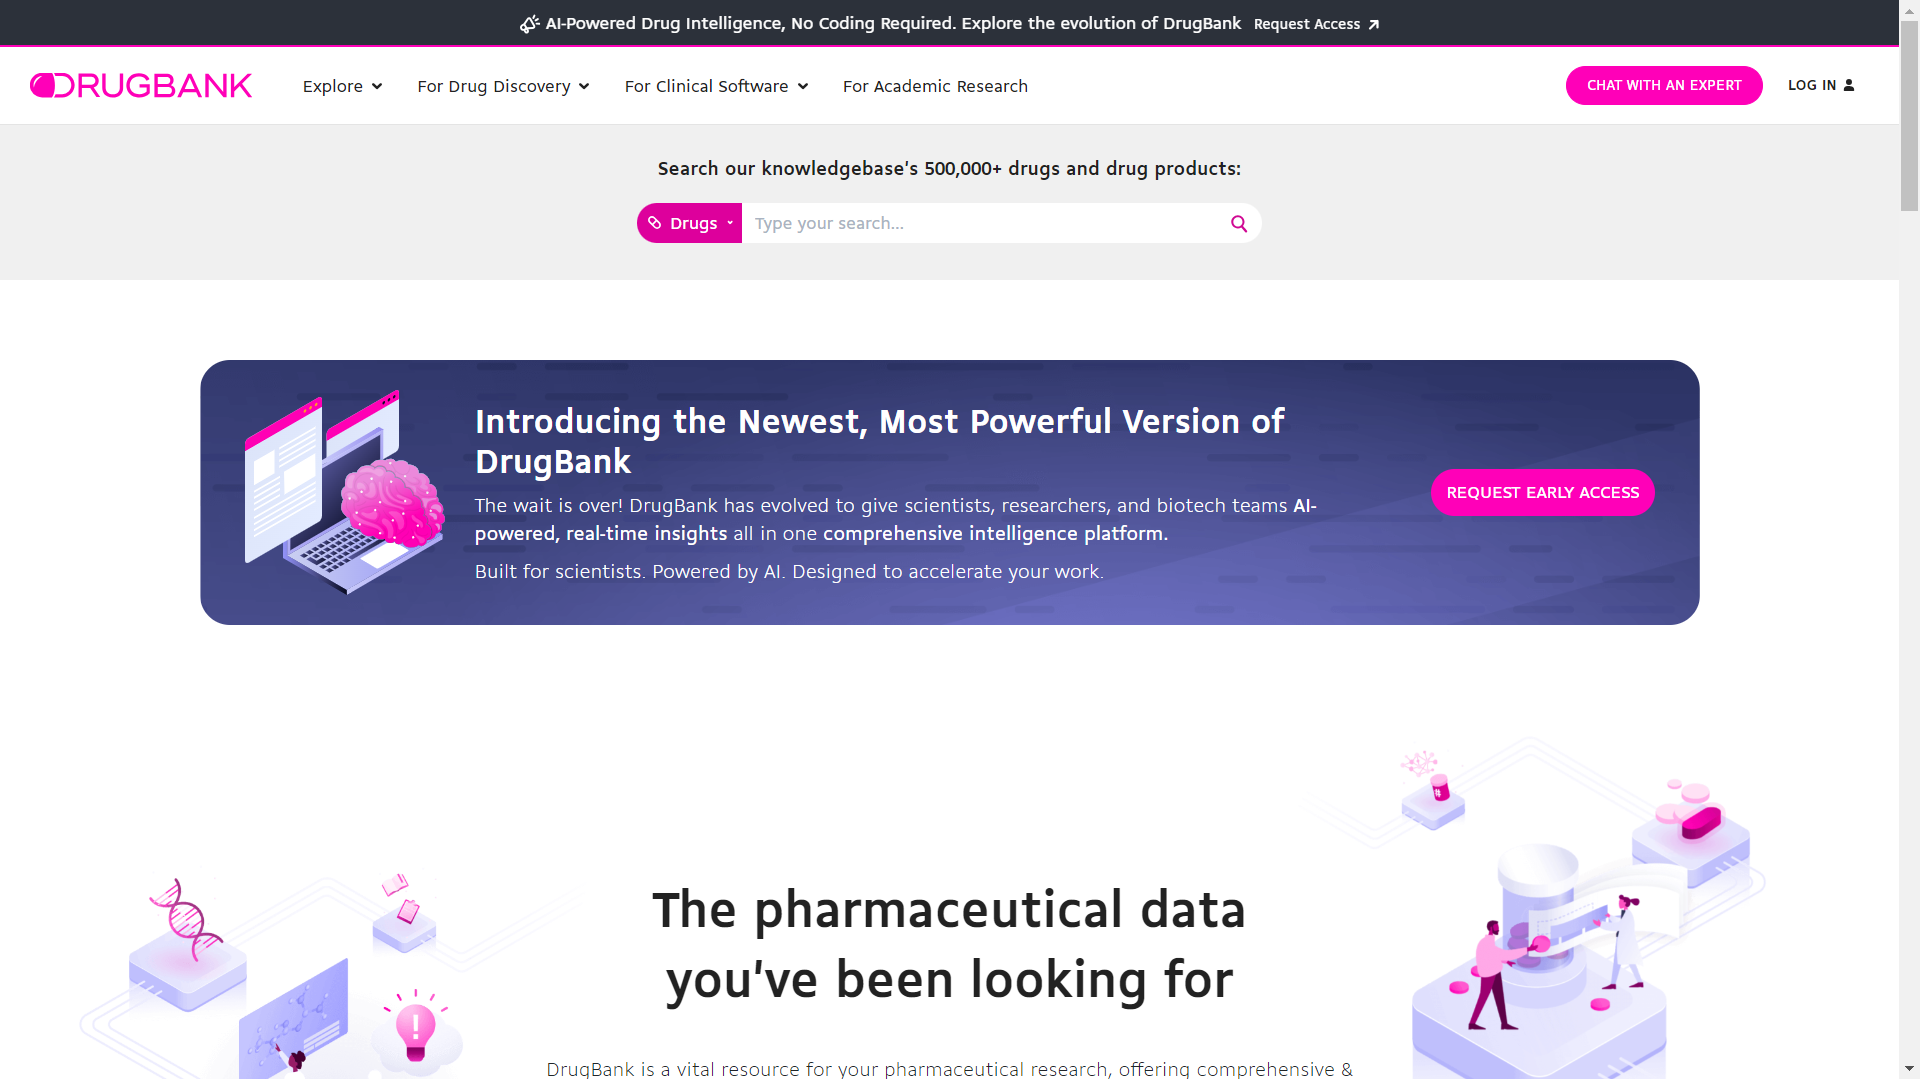 AI-Powered Drug Intelligence, No Coding Required. Explore the evolution of DrugBank Request Access
DRUGBANK
Explore
For Drug Discovery
For Clinical Software
For Academic Research
CHAT WITH AN EXPERT
LOG IN
Search our knowledgebase's 500,000+ drugs and drug products:
Drugs
Type your search...
Introducing the Newest, Most Powerful Version of
DrugBank
The wait is over! DrugBank has evolved to give scientists, researchers, and biotech teams AI-
powered, real-time insights all in one comprehensive intelligence platform.
Built for scientists. Powered by AI. Designed to accelerate your work.
REQUEST EARLY ACCESS
The pharmaceutical data
you've been looking for
DrugBank is a vital resource for your pharmaceutical research, offering comprehensive &